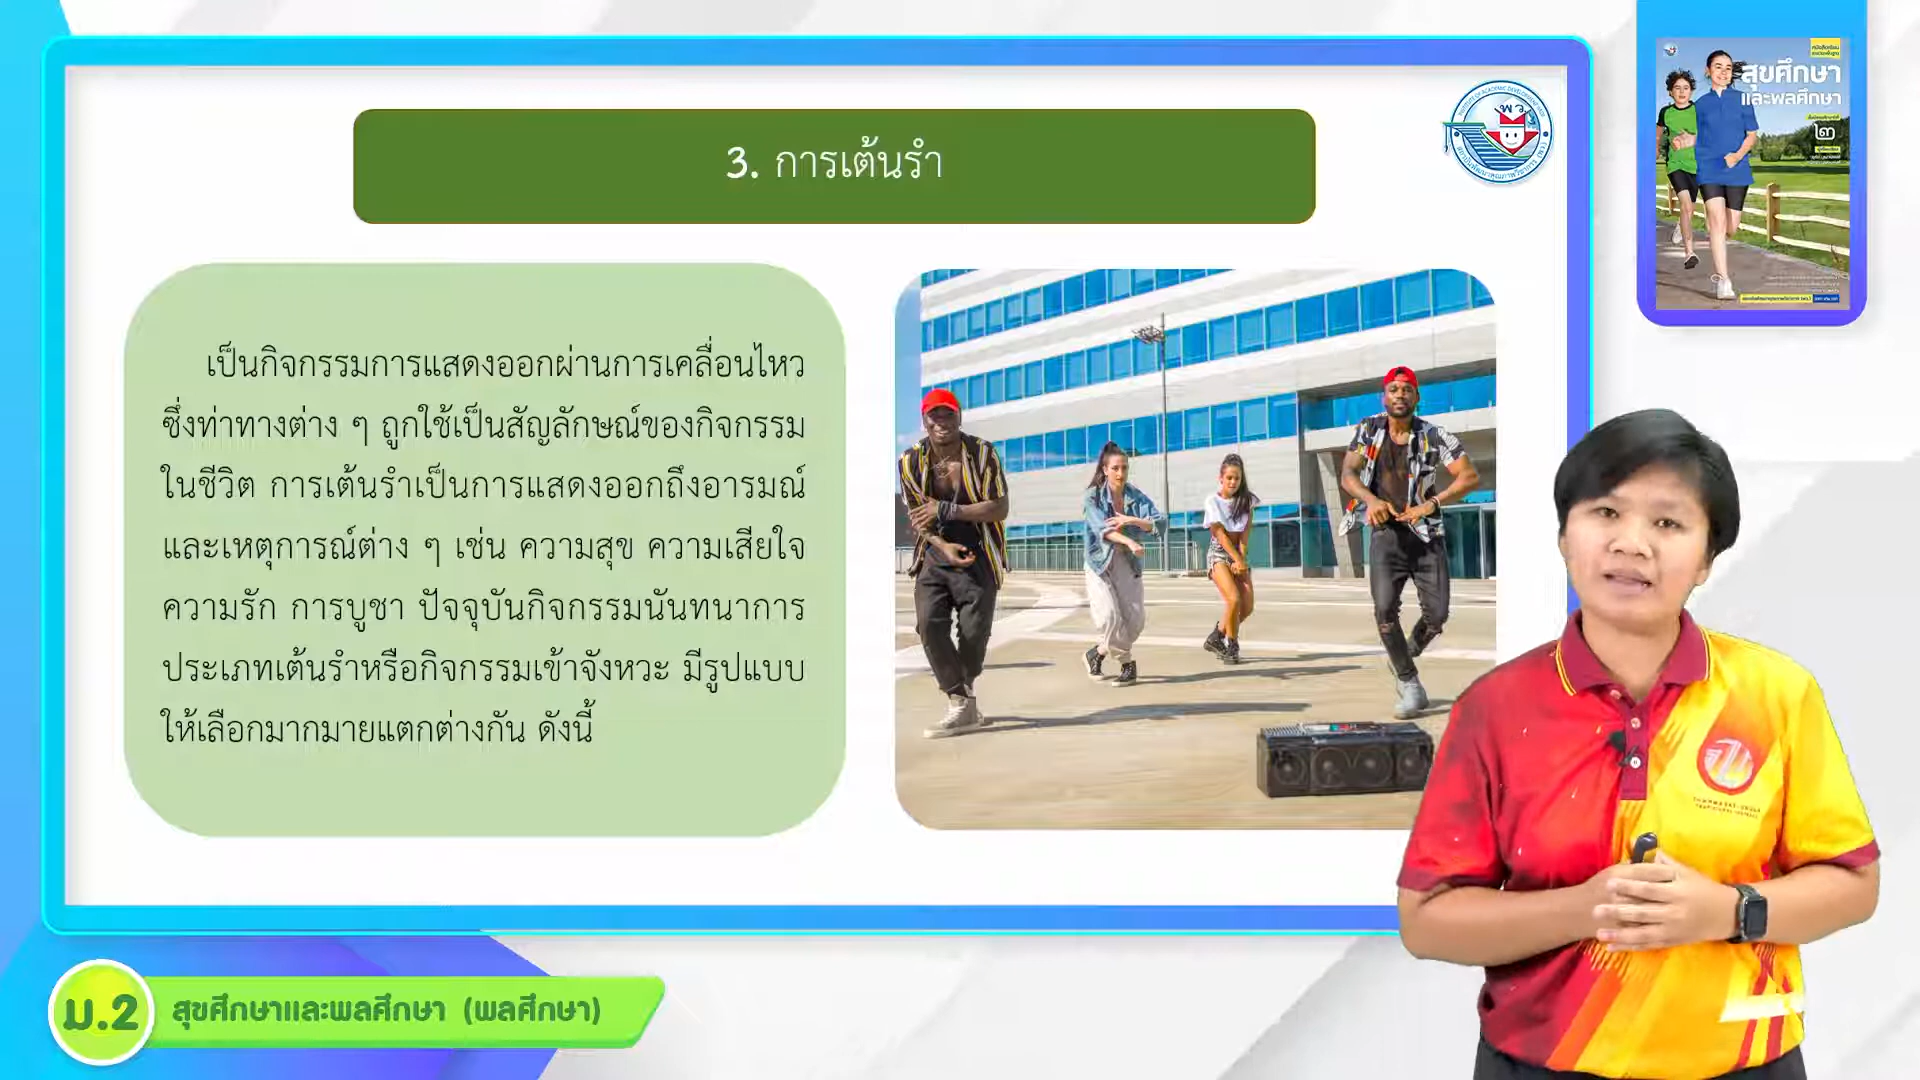 3. การเต้นรำ
เป็นกิจกรรมการแสดงออกผ่านการเคลื่อนไหว
ซึ่งท่าทางต่าง ๆ ถูกใช้เป็นสัญลักษณ์ของกิจกรรม
ในชีวิต การเต้นรำเป็นการแสดงออกถึงอารมณ์
และเหตุการณ์ต่าง ๆ เช่น ความสุข ความเสียใจ
ความรัก การบูชา ปัจจุบันกิจกรรมนันทนาการ
ประเภทเต้นรำหรือกิจกรรมเข้าจังหวะ มีรูปแบบ
ให้เลือกมากมายแตกต่างกัน ดังนี้
พว
สุขศึกษา
และพลศึกษา
๒
ม.2 สุขศึกษาและพลศึกษา (พลศึกษา)